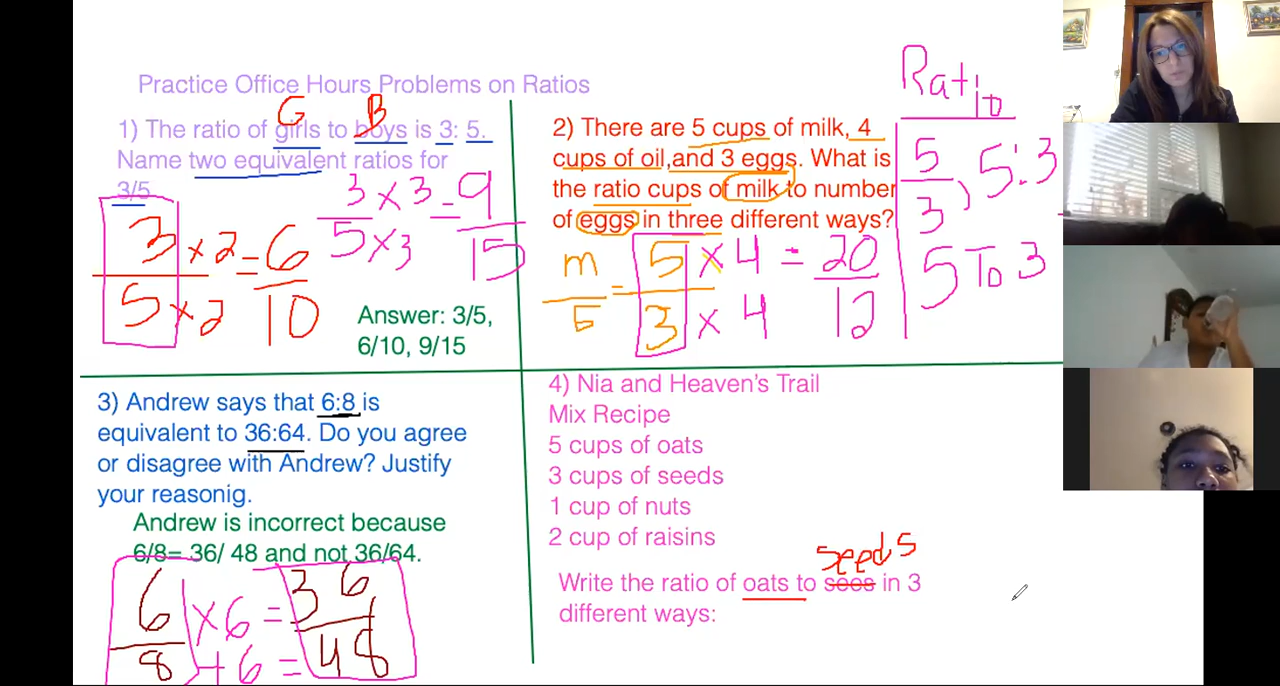 Practice Office Hours Problems on Ratios
G B
1) The ratio of girls to boys is 3: 5.
Name two equivalent ratios for
3/5
3 x 3 = 9
5 x 3 15
3 x 2 = 6
5 x 2 10
Answer: 3/5,
6/10, 9/15
2) There are 5 cups of milk, 4
cups of oil,and 3 eggs. What is
the ratio cups of milk to number
of eggs in three different ways?
m = 5 x 4 = 20
3 x 4 12
Ratio
5
3 , 5:3
5 To 3
3) Andrew says that 6:8 is
equivalent to 36:64. Do you agree
or disagree with Andrew? Justify
your reasonig.
Andrew is incorrect because
6/8= 36/ 48 and not 36/64.
6 x 6 = 36
8 + 6 = 48
4) Nia and Heaven's Trail
Mix Recipe
5 cups of oats
3 cups of seeds
1 cup of nuts
2 cup of raisins
seeds
Write the ratio of oats to sees in 3
different ways: